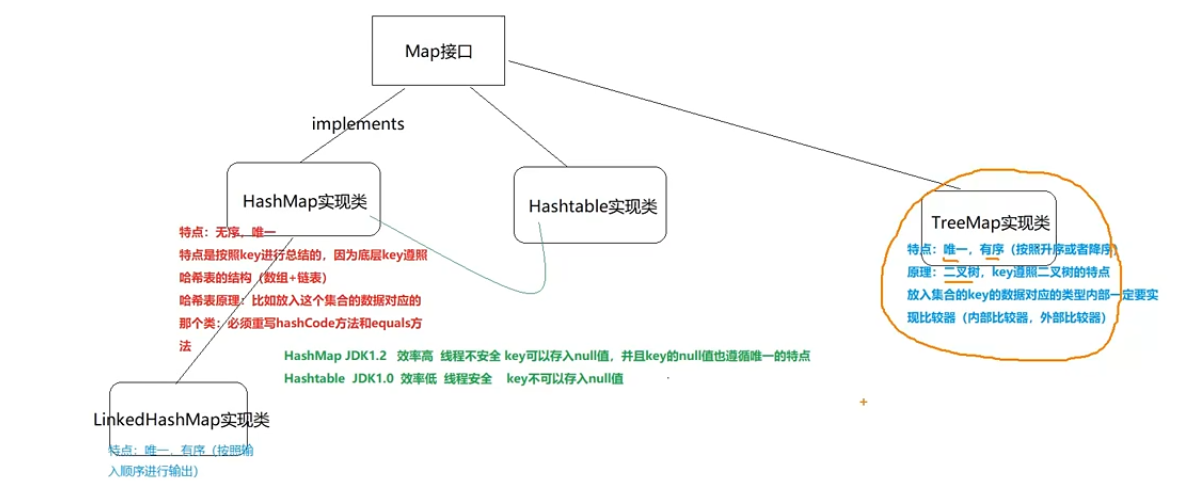 Map接口
implements
HashMap实现类
Hashtable实现类
TreeMap实现类
特点：无序，唯一
特点是按照key进行总结的，因为底层key遵照
哈希表的结构（数组+链表）
哈希表原理：比如放入这个集合的数据对应的
那个类：必须重写hashCode方法和equals方
法
特点：唯一，有序（按照升序或者降序）
原理：二叉树，key遵照二叉树的特点
放入集合的key的数据对应的类型内部一定要实
现比较器（内部比较器，外部比较器）
HashMap JDK1.2 效率高 线程不安全 key可以存入null值，并且key的null值也遵循唯一的特点
Hashtable JDK1.0 效率低 线程安全 key不可以存入null值
LinkedHashMap实现类
特点：唯一，有序（按照输
入顺序进行输出）